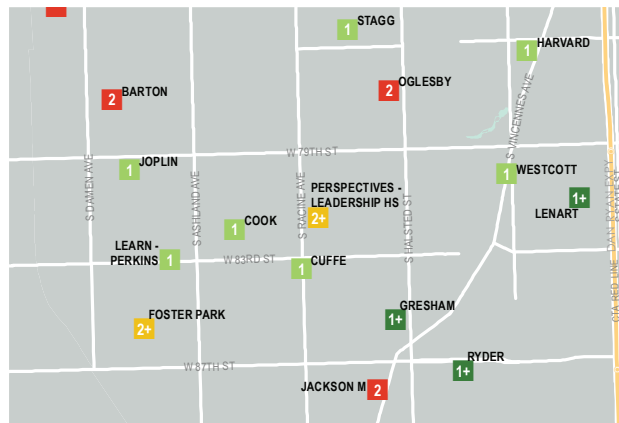 STAGG
1
HARVARD
1
BARTON
2
OGLESBY
2
W 79TH ST
S VINCENNES AVE
JOPLIN
1
WESTCOTT
1
S DAMEN AVE
S ASHLAND AVE
S RACINE AVE
PERSPECTIVES -
LEADERSHIP HS
2+
S HALSTED ST
1+
LENART
COOK
1
LEARN -
PERKINS
1
W 83RD ST
CUFFE
1
CTA RED LINE
DAN RYAN EXPY
FOSTER PARK
2+
GRESHAM
1+
W 87TH ST
RYDER
1+
JACKSON M
2